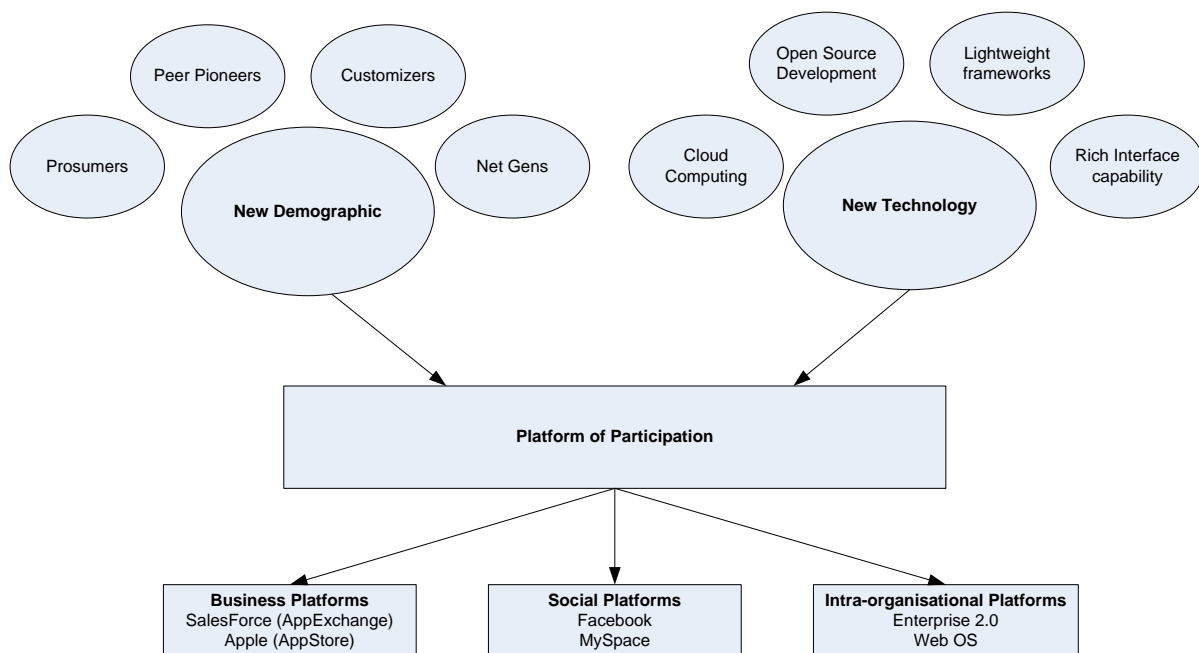 Peer Pioneers
Customizers
Prosumers
Net Gens
New Demographic
Open Source
Development
Lightweight
frameworks
Cloud
Computing
Rich Interface
capability
New Technology
Platform of Participation
Business Platforms
SalesForce (AppExchange)
Apple (AppStore)
Social Platforms
Facebook
MySpace
Intra-organisational Platforms
Enterprise 2.0
Web OS